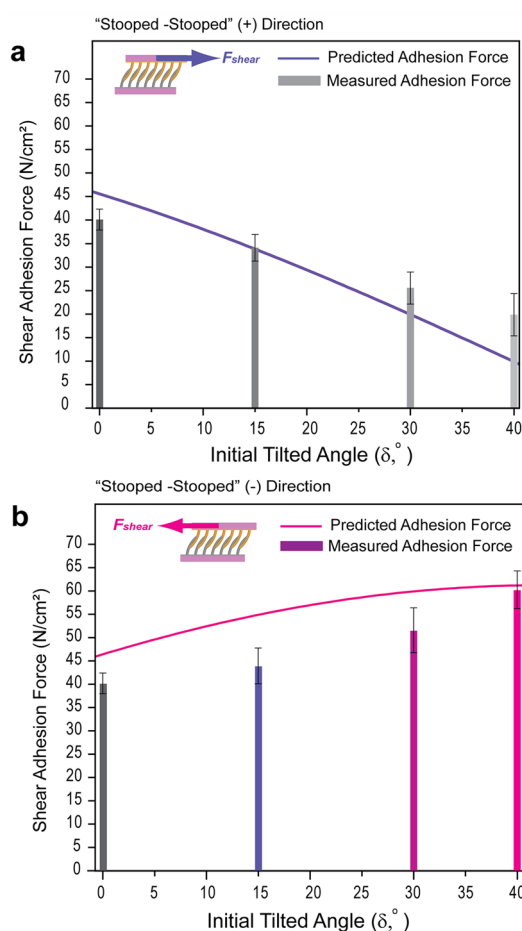 "Stooped -Stooped" (+) Direction
a
Fshear
Predicted Adhesion Force
Measured Adhesion Force
Shear Adhesion Force (N/cm²)
70
65
60
55
50
45
40
35
30
25
20
15
10
5
0
0 5 10 15 20 25 30 35 40
Initial Tilted Angle (δ,°)
"Stooped -Stooped" (-) Direction
b
Fshear
Predicted Adhesion Force
Measured Adhesion Force
Shear Adhesion Force (N/cm²)
70
65
60
55
50
45
40
35
30
25
20
15
10
5
0
0 5 10 15 20 25 30 35 40
Initial Tilted Angle (δ,°)